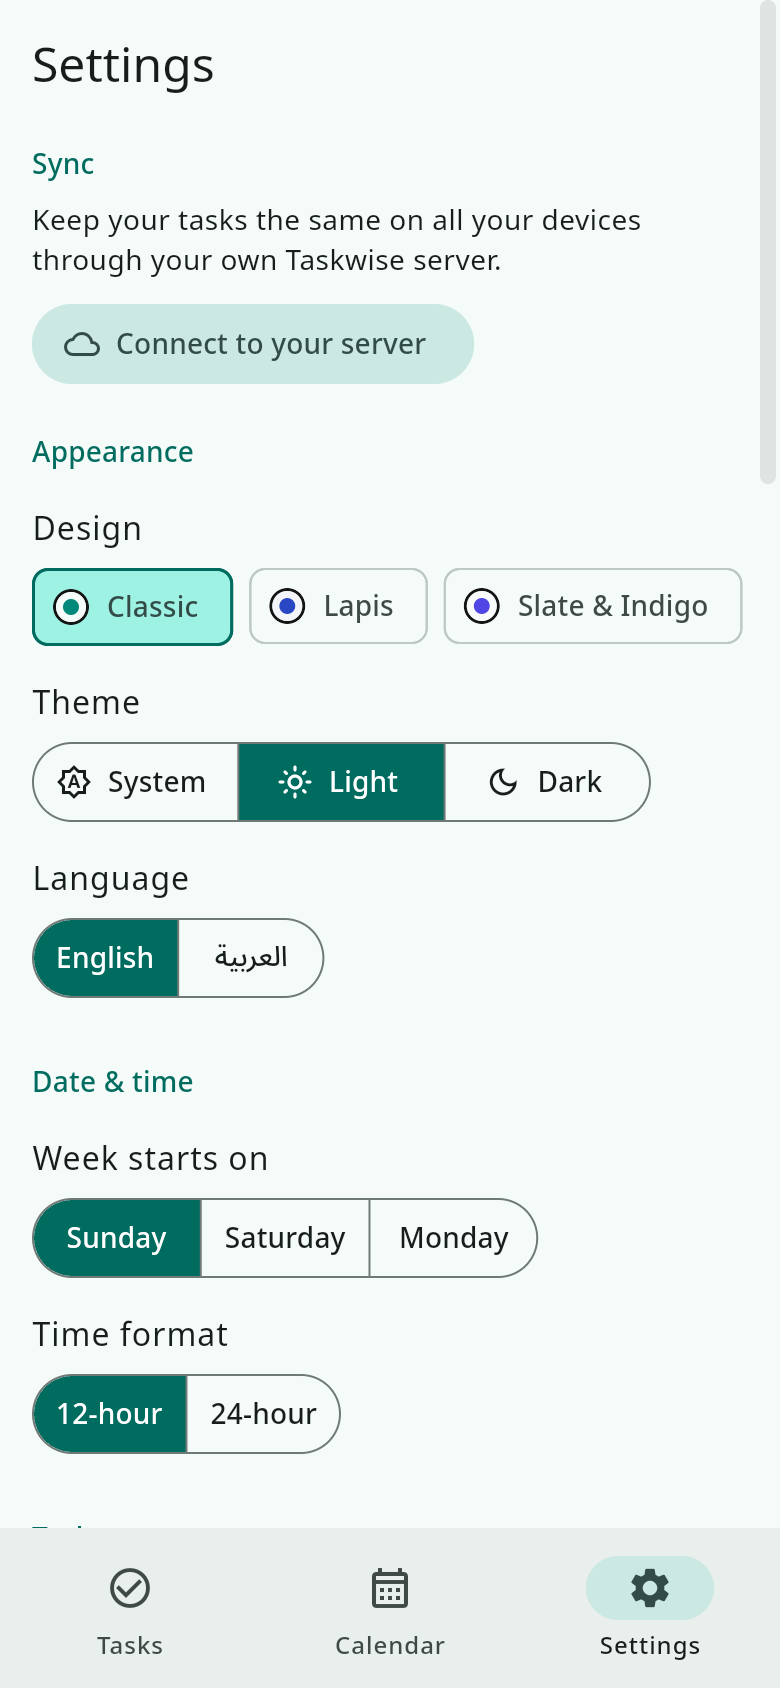 Settings
Sync
Keep your tasks the same on all your devices
through your own Taskwise server.
Connect to your server
Appearance
Design
Classic Lapis Slate & Indigo
Theme
System Light Dark
Language
English العربية
Date & time
Week starts on
Sunday Saturday Monday
Time format
12-hour 24-hour
Tasks Calendar Settings